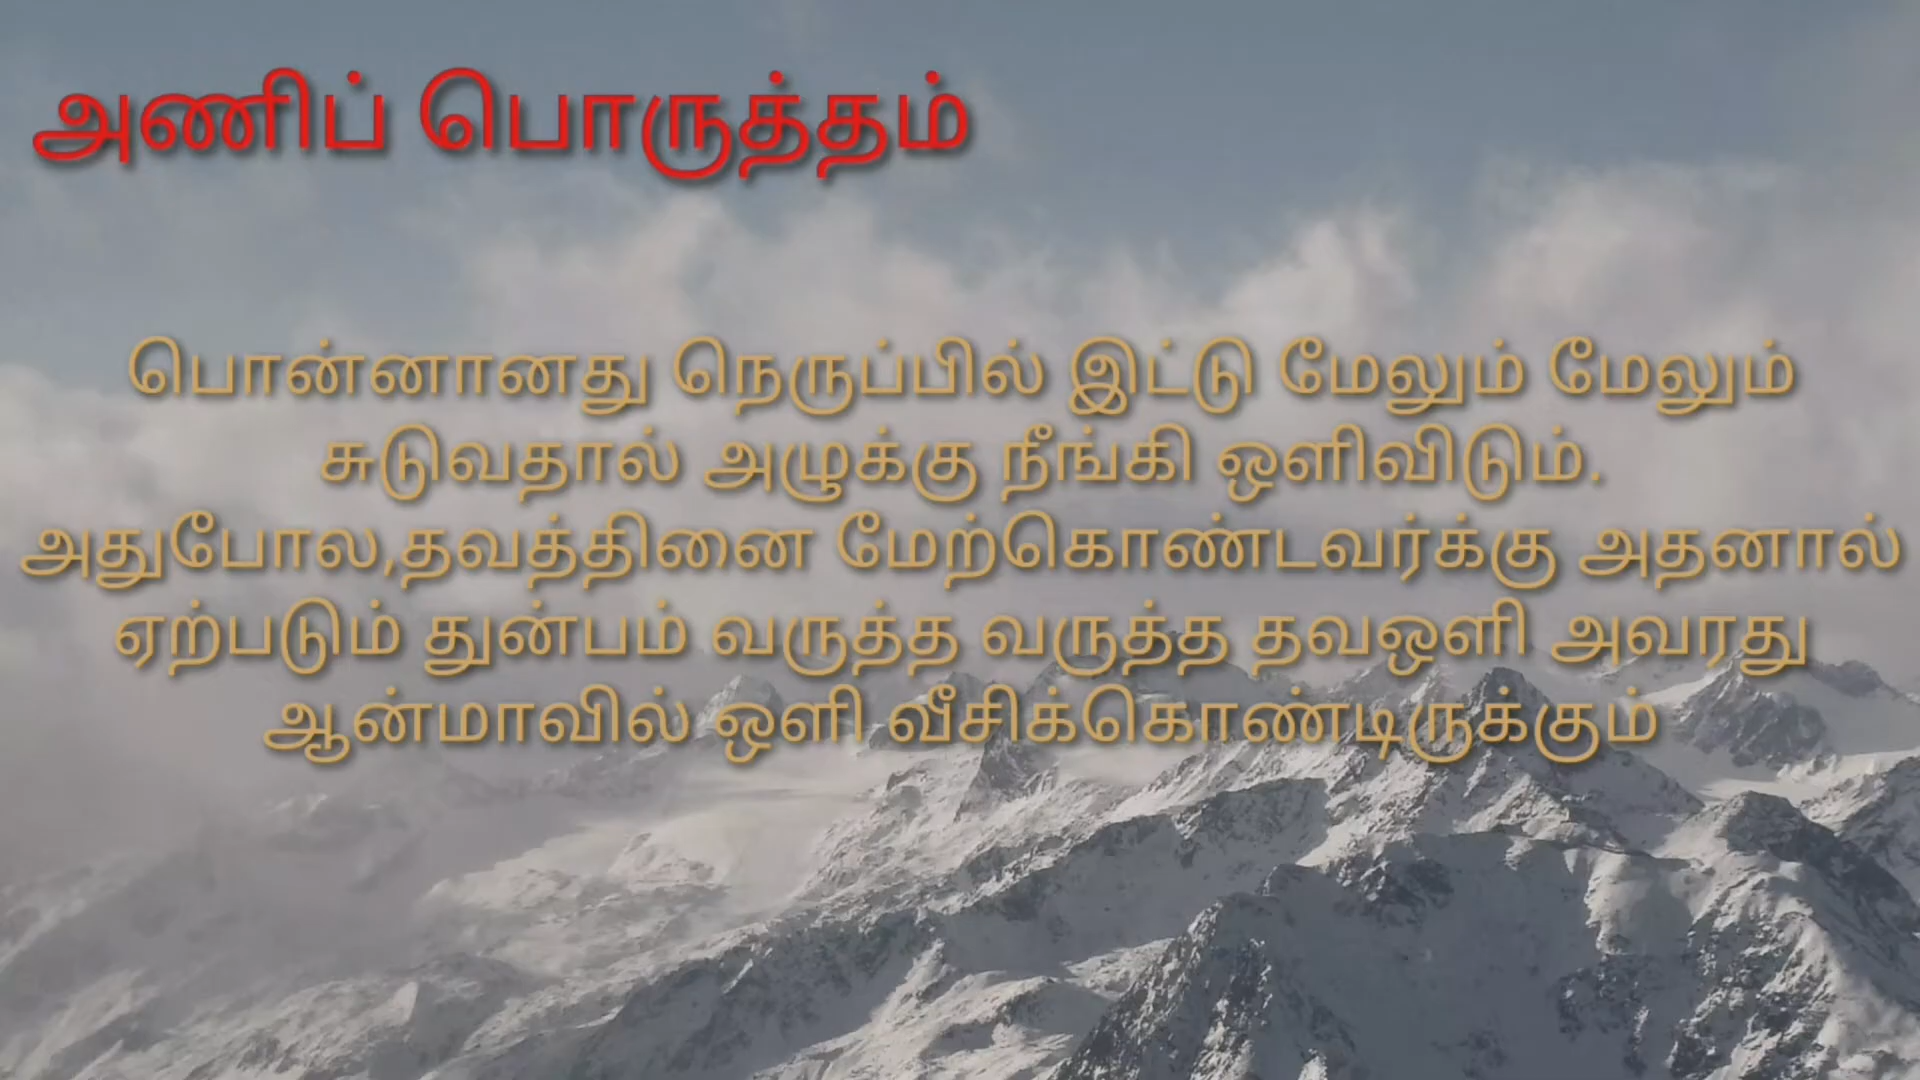 அணிப் பொருத்தம்
பொன்னானது நெருப்பில் இட்டு மேலும் மேலும்
சுடுவதால் அழுக்கு நீங்கி ஒளிவிடும்.
அதுபோல,தவத்தினை மேற்கொண்டவர்க்கு அதனால்
ஏற்படும் துன்பம் வருத்த வருத்த தவஒளி அவரது
ஆன்மாவில் ஒளி வீசிக்கொண்டிருக்கும்